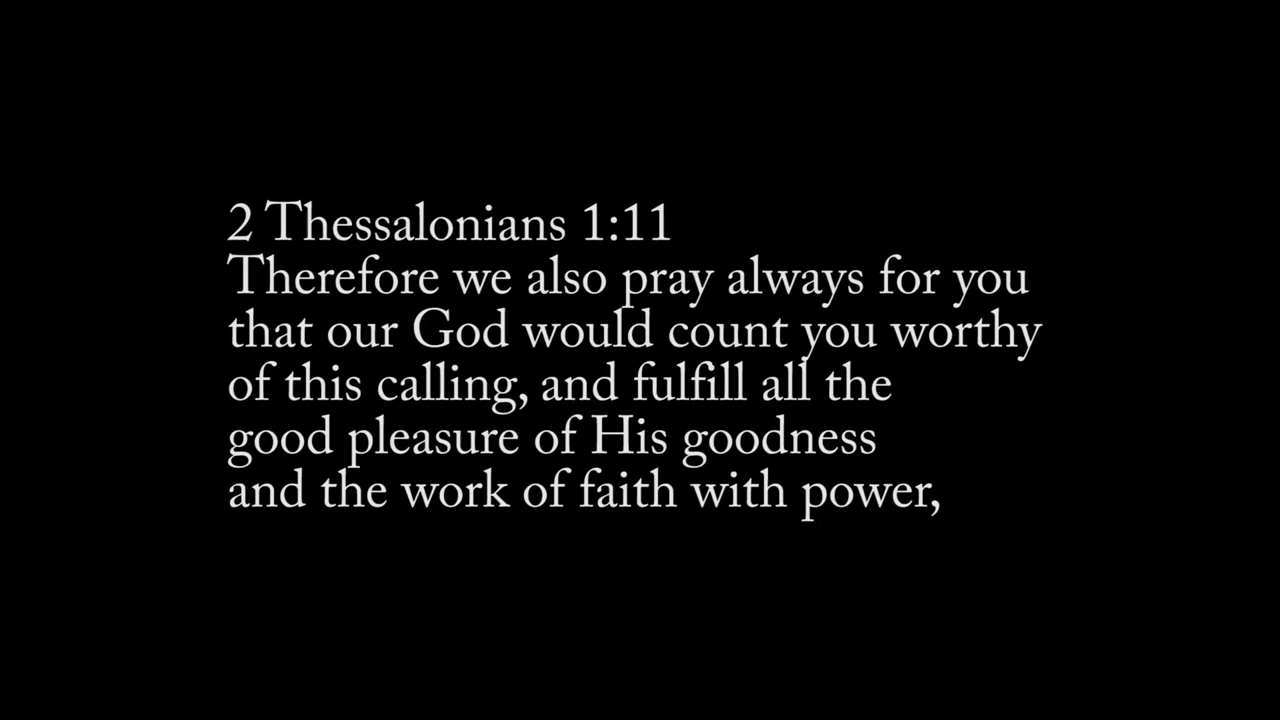 2 Thessalonians 1:11
Therefore we also pray always for you
that our God would count you worthy
of this calling, and fulfill all the
good pleasure of His goodness
and the work of faith with power,